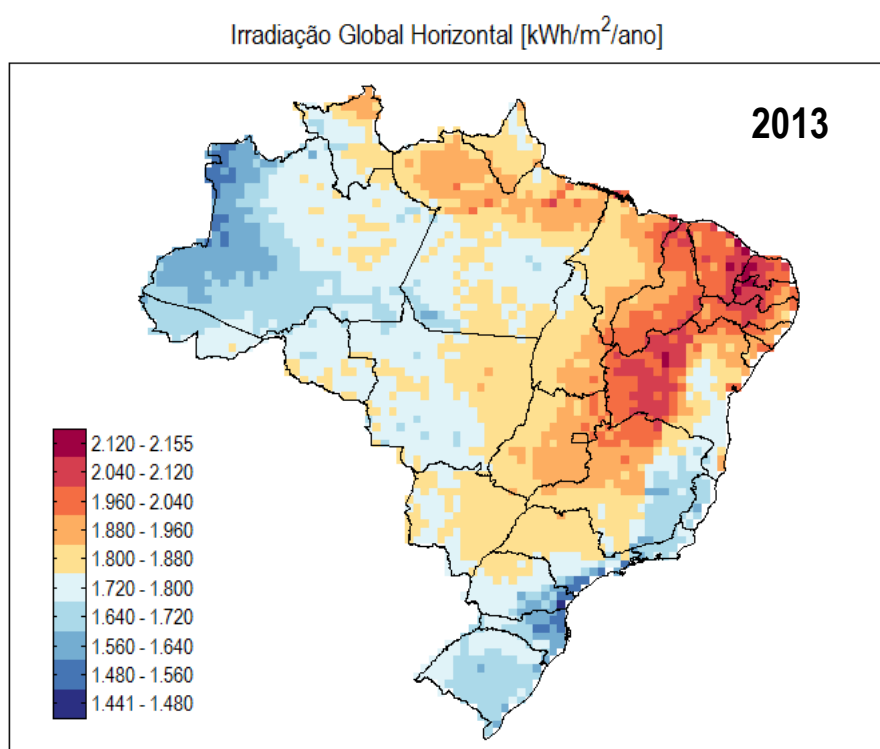 Irradiação Global Horizontal [kWh/m²/ano]
2013
2.120 - 2.155
2.040 - 2.120
1.960 - 2.040
1.880 - 1.960
1.800 - 1.880
1.720 - 1.800
1.640 - 1.720
1.560 - 1.640
1.480 - 1.560
1.441 - 1.480